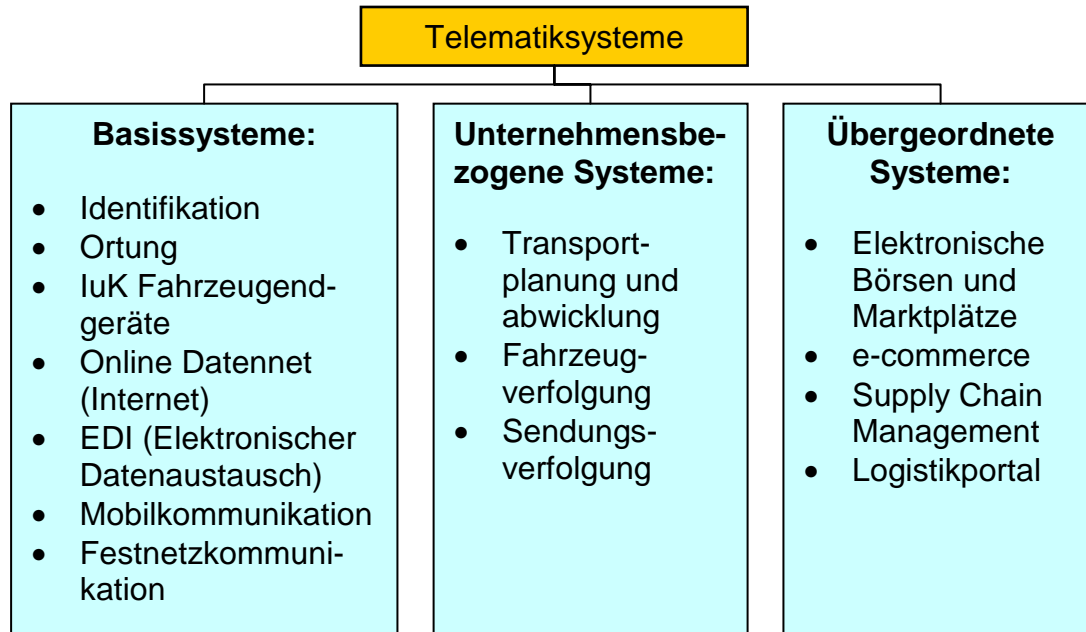 Telematiksysteme
Basissysteme:
• Identifikation
• Ortung
• IuK Fahrzeugend-
geräte
• Online Datennet
(Internet)
• EDI (Elektronischer
Datenaustausch)
• Mobilkommunikation
• Festnetzkommuni-
kation
Unternehmensbe-
zogene Systeme:
• Transport-
planung und
abwicklung
• Fahrzeug-
verfolgung
• Sendungs-
verfolgung
Übergeordnete
Systeme:
• Elektronische
Börsen und
Marktplätze
• e-commerce
• Supply Chain
Management
• Logistikportal